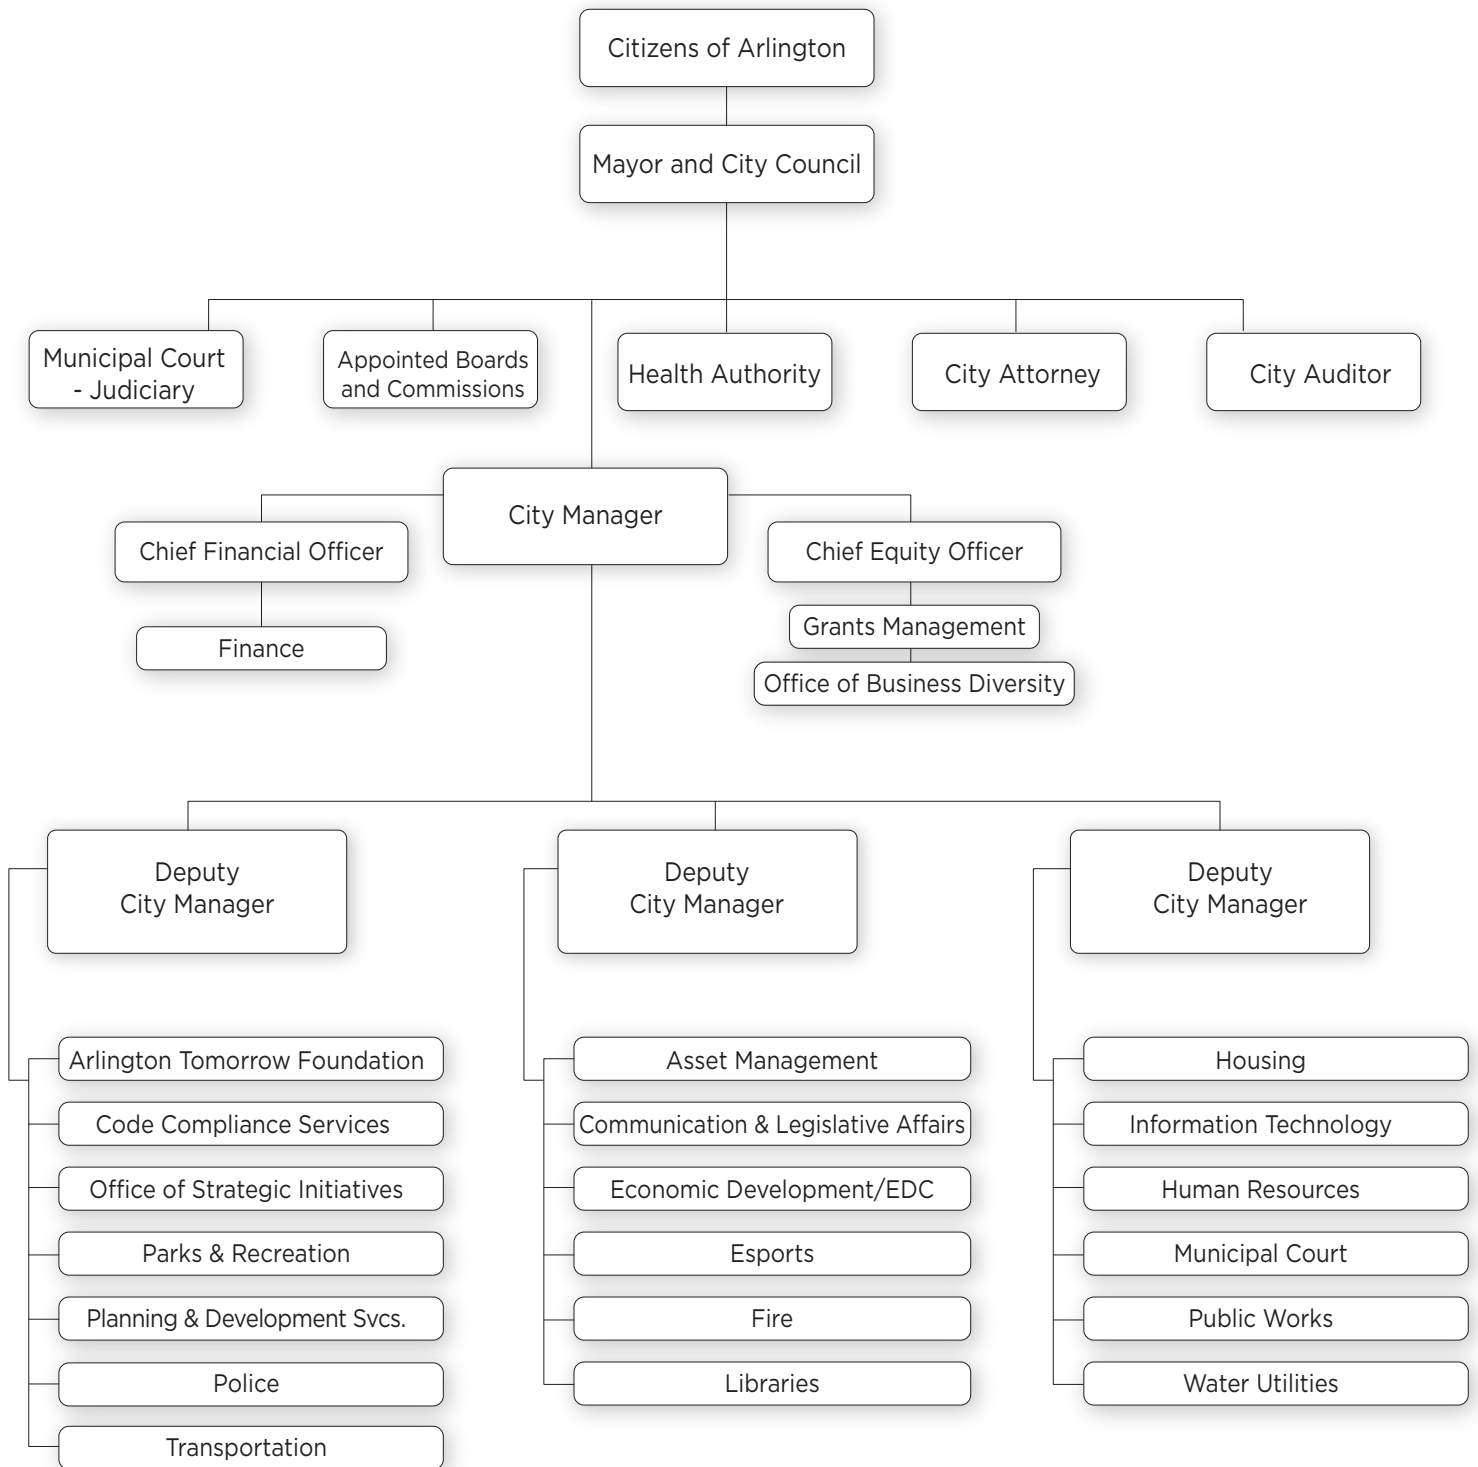 Citizens of Arlington
Mayor and City Council
Municipal Court
- Judiciary
Appointed Boards
and Commissions
Health Authority
City Attorney
City Auditor
City Manager
Chief Financial Officer
Finance
Chief Equity Officer
Grants Management
Office of Business Diversity
Deputy
City Manager
Arlington Tomorrow Foundation
Code Compliance Services
Office of Strategic Initiatives
Parks & Recreation
Planning & Development Svcs.
Police
Transportation
Deputy
City Manager
Asset Management
Communication & Legislative Affairs
Economic Development/EDC
Esports
Fire
Libraries
Deputy
City Manager
Housing
Information Technology
Human Resources
Municipal Court
Public Works
Water Utilities